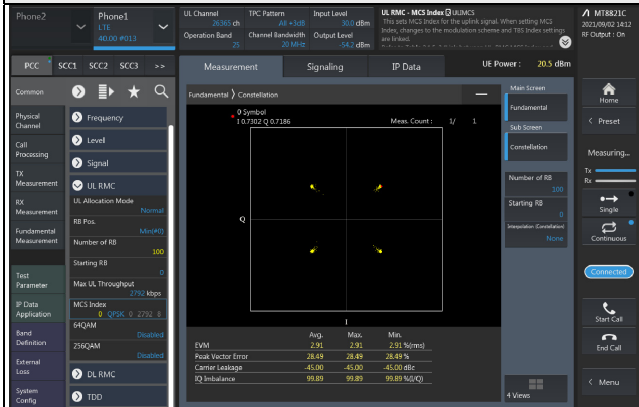 Phone2
Phone1
LTE
40.00 #013
UL Channel
26365 ch
TPC Pattern
All +3dB
Input Level
30.0 dBm
Operation Band
25
Channel Bandwidth
20 MHz
Output Level
-54.2 dBm
UL RMC - MCS Index ULIMCS
This sets MCS Index for the uplink signal. When setting MCS
Index, changes to the modulation scheme and TBS Index settings
are linked.
MT8821C
2021/09/02 14:12
RF Output : On
PCC
SCC1
SCC2
SCC3
>>
Measurement
Signaling
IP Data
UE Power : 20.5 dBm
Common
Physical
Channel
Call
Processing
TX
Measurement
RX
Measurement
Fundamental
Measurement
Test
Parameter
IP Data
Application
Band
Definition
External
Loss
System
Config
Frequency
Level
Signal
UL RMC
UL Allocation Mode
Normal
RB Pos.
Min(#0)
Number of RB
100
Starting RB
0
Max UL Throughput
2792 kbps
MCS Index
0 QPSK 0 2792 8
64QAM
Disabled
256QAM
Disabled
DL RMC
TDD
Fundamental 〉 Constellation
0 Symbol
I 0.7302 Q 0.7186
Meas. Count : 1/ 1
Q
I
Avg. Max. Min.
EVM 2.91 2.91 2.91 %(rms)
Peak Vector Error 28.49 28.49 28.49 %
Carrier Leakage -45.00 -45.00 -45.00 dBc
IQ Imbalance 99.89 99.89 99.89 %(I/Q)
Main Screen
Fundamental
Sub Screen
Constellation
Number of RB
100
Starting RB
0
Interpolation (Constellation)
None
4 Views
Home
< Preset
Measuring...
Tx
Rx
Single
Continuous
Connected
Start Call
End Call
< Menu